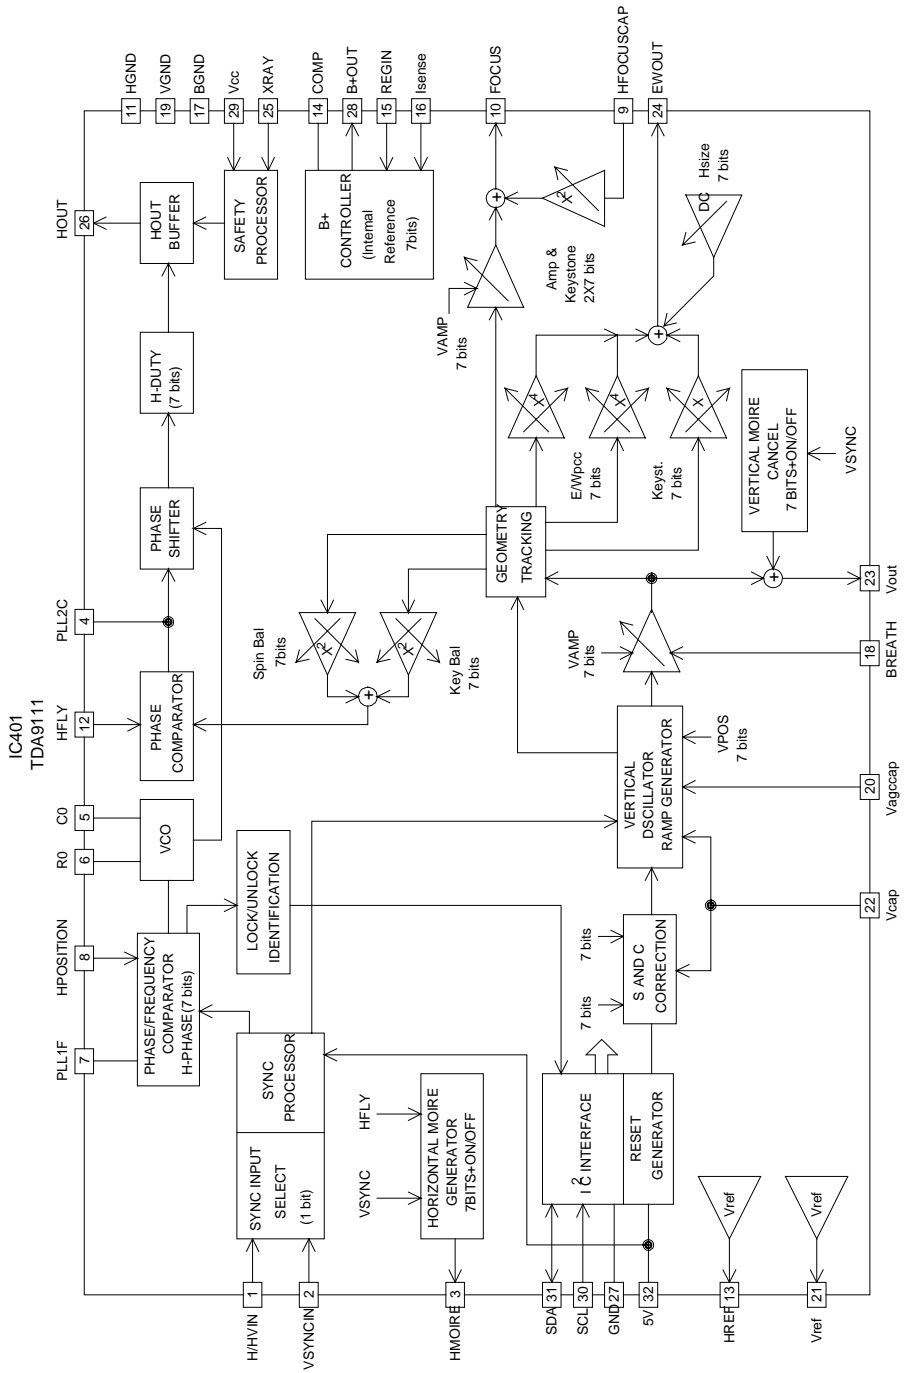 IC401
TDA9111
PLL1F
7
HPOSITION
8
R0
6
C0
5
HFLY
12
PLL2C
4
HOUT
26
PHASE/FREQUENCY
COMPARATOR
H-PHASE(7 bits)
VCO
PHASE
COMPARATOR
PHASE
SHIFTER
H-DUTY
(7 bits)
HOUT
BUFFER
LOCK/UNLOCK
IDENTIFICATION
SAFETY
PROCESSOR
11
HGND
19
VGND
17
BGND
29
Vcc
25
XRAY
14
COMP
28
B+OUT
15
REGIN
16
Isense
10
FOCUS
9
HFOCUSCAP
24
EWOUT
B+
CONTROLLER
(Internal
Reference
7bits)
H/HVIN
1
VSYNCIN
2
SYNC INPUT
SELECT
(1 bit)
SYNC
PROCESSOR
Spin Bal
7bits
X2
X2
Key Bal
7 bits
+
VSYNC
HFLY
HORIZONTAL MOIRE
GENERATOR
7BITS+ON/OFF
HMOIRE
3
VAMP
7 bits
+
X2
Amp &
Keystone
2X7 bits
DC
Hsize
7 bits
GEOMETRY
TRACKING
X4
E/Wpcc
7 bits
X4
Keyst.
7 bits
X
+
SDA
31
SCL
30
GND
27
5V
32
I2C INTERFACE
RESET
GENERATOR
7 bits
7 bits
S AND C
CORRECTION
VERTICAL
DSCILLATOR
RAMP GENERATOR
VPOS
7 bits
VAMP
7 bits
VERTICAL MOIRE
CANCEL
7 BITS+ON/OFF
VSYNC
+
HREF
13
Vref
Vref
21
Vref
22
Vcap
20
Vagccap
18
BREATH
23
Vout